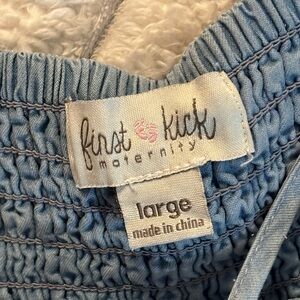 first kick
maternity
large
made in china